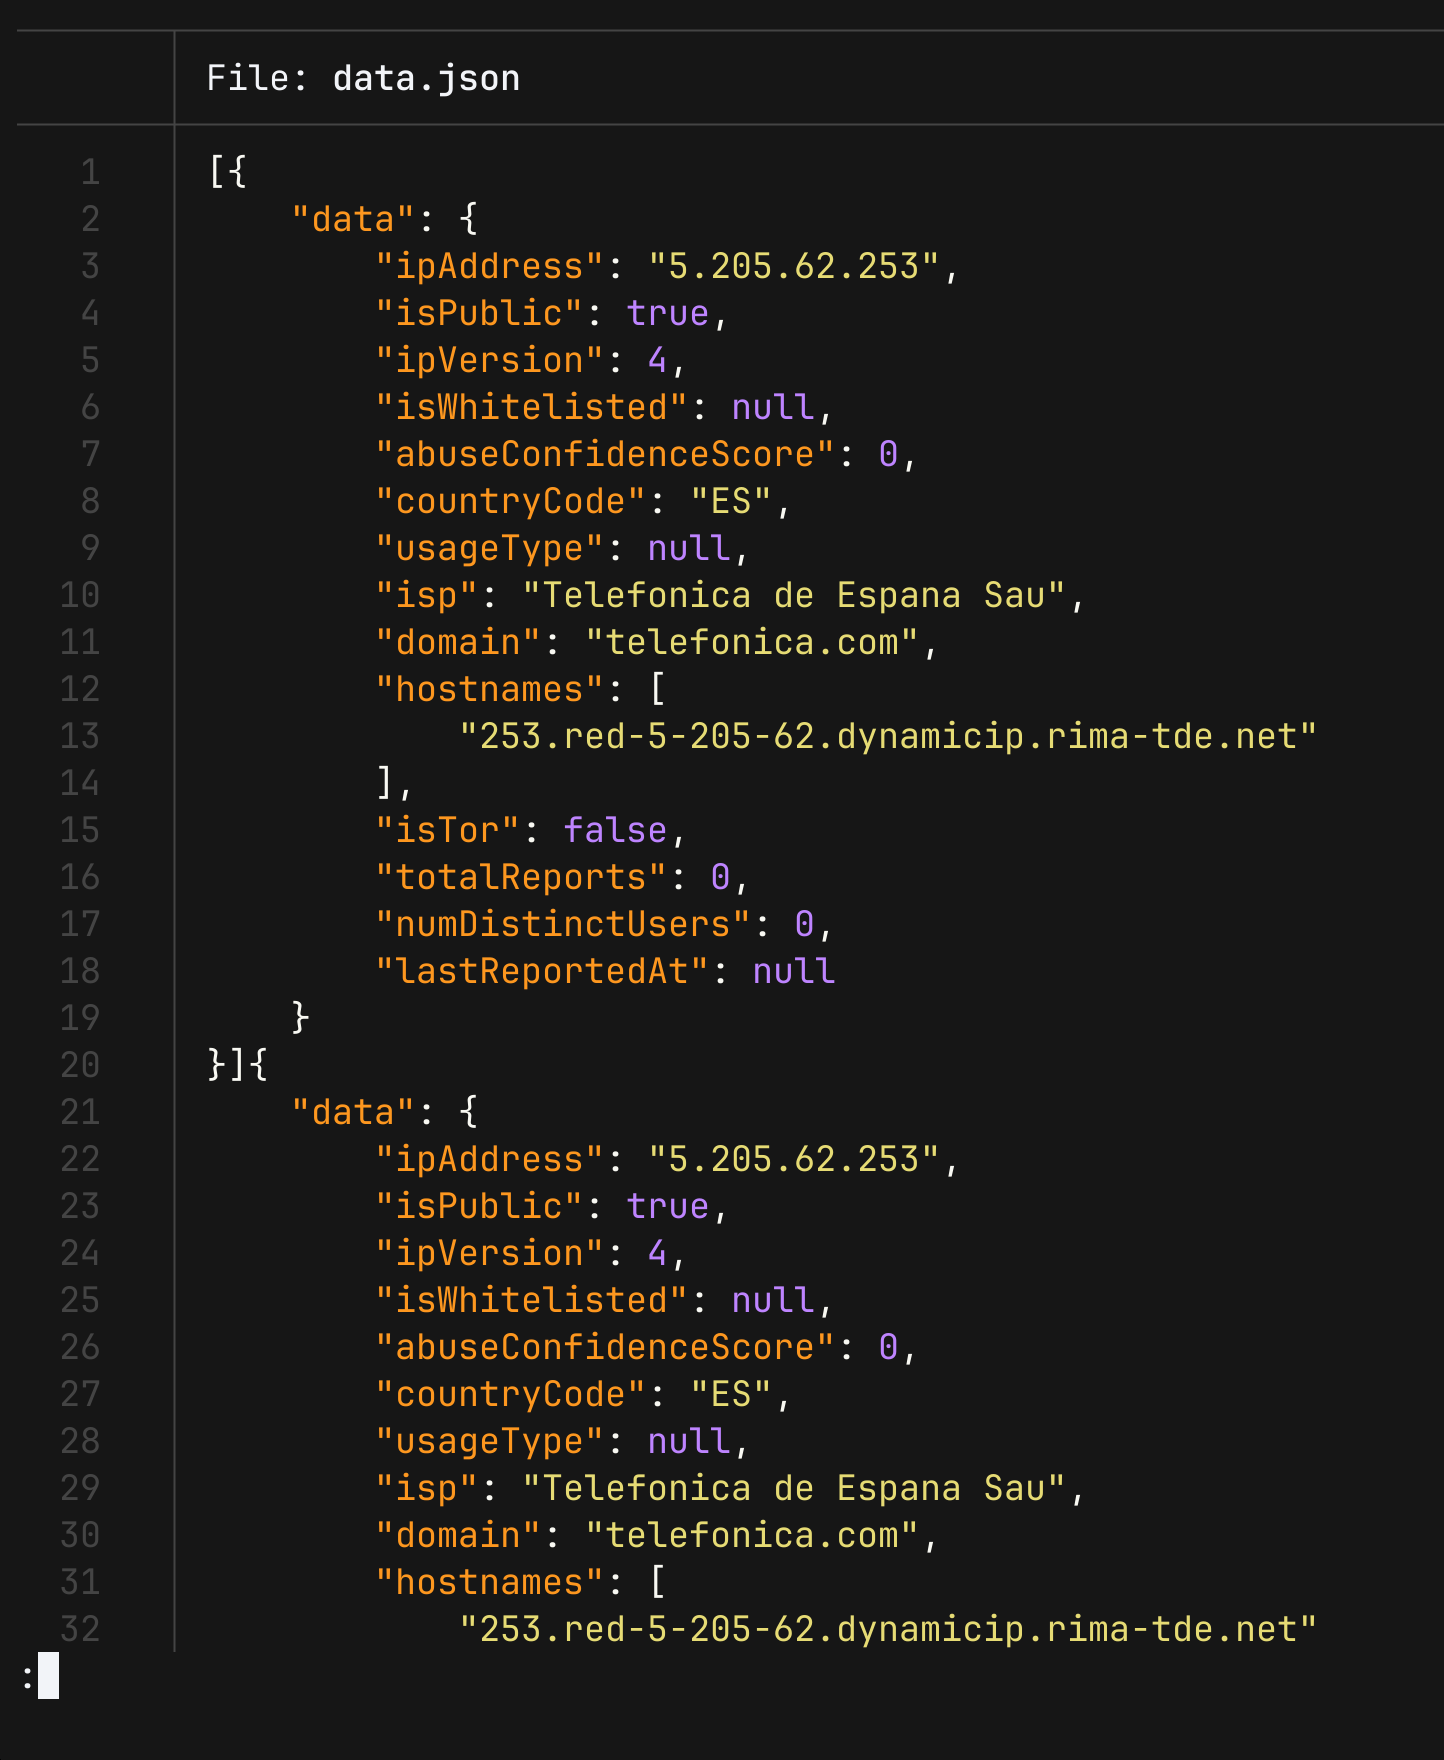 File: data.json
1 [{
2     "data": {
3         "ipAddress": "5.205.62.253",
4         "isPublic": true,
5         "ipVersion": 4,
6         "isWhitelisted": null,
7         "abuseConfidenceScore": 0,
8         "countryCode": "ES",
9         "usageType": null,
10         "isp": "Telefonica de Espana Sau",
11         "domain": "telefonica.com",
12         "hostnames": [
13             "253.red-5-205-62.dynamicip.rima-tde.net"
14         ],
15         "isTor": false,
16         "totalReports": 0,
17         "numDistinctUsers": 0,
18         "lastReportedAt": null
19     }
20 }]{
21     "data": {
22         "ipAddress": "5.205.62.253",
23         "isPublic": true,
24         "ipVersion": 4,
25         "isWhitelisted": null,
26         "abuseConfidenceScore": 0,
27         "countryCode": "ES",
28         "usageType": null,
29         "isp": "Telefonica de Espana Sau",
30         "domain": "telefonica.com",
31         "hostnames": [
32             "253.red-5-205-62.dynamicip.rima-tde.net"
: